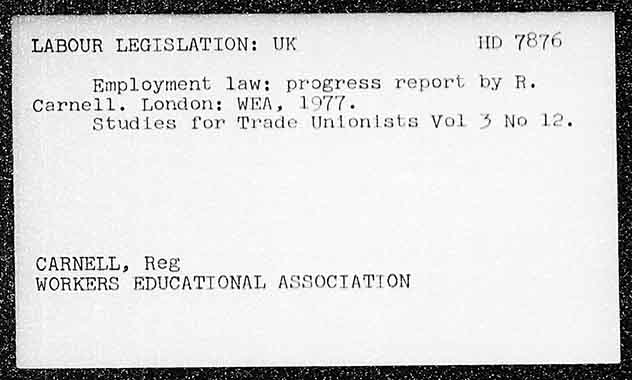 LABOUR LEGISLATION: UK HD 7876
Employment law: progress report by R.
Carnell. London: WEA, 1977.
Studies for Trade Unionists Vol 3 No 12.
CARNELL, Reg
WORKERS EDUCATIONAL ASSOCIATION